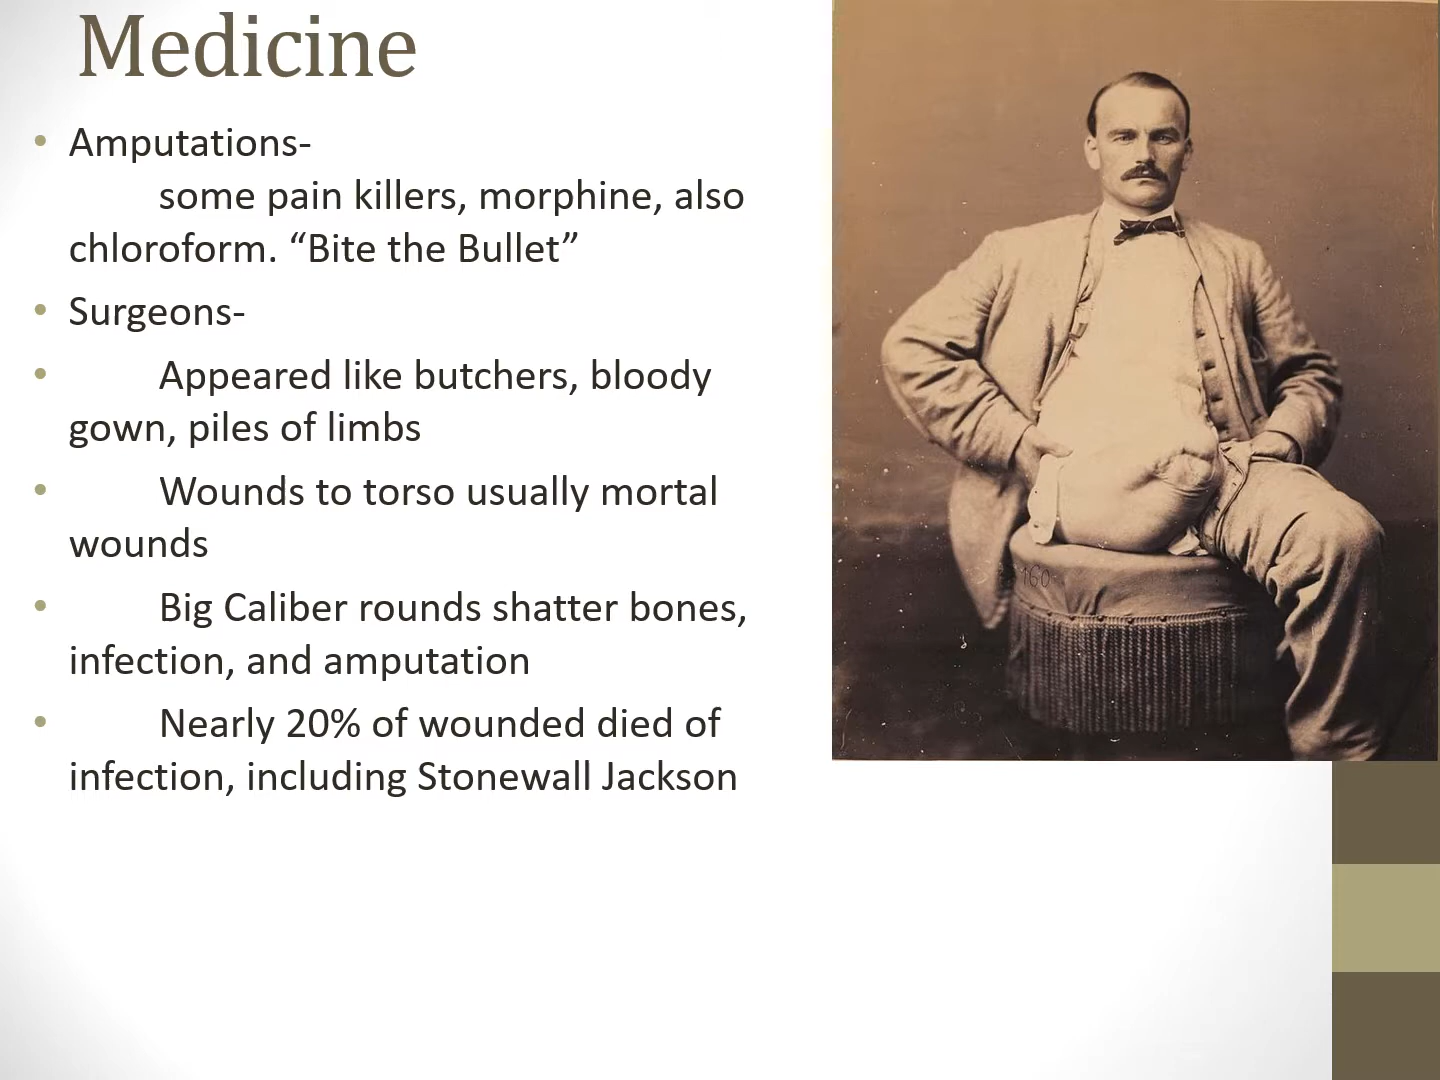 Medicine
• Amputations-
some pain killers, morphine, also
chloroform. “Bite the Bullet”
• Surgeons-
• Appeared like butchers, bloody
gown, piles of limbs
• Wounds to torso usually mortal
wounds
• Big Caliber rounds shatter bones,
infection, and amputation
• Nearly 20% of wounded died of
infection, including Stonewall Jackson
160